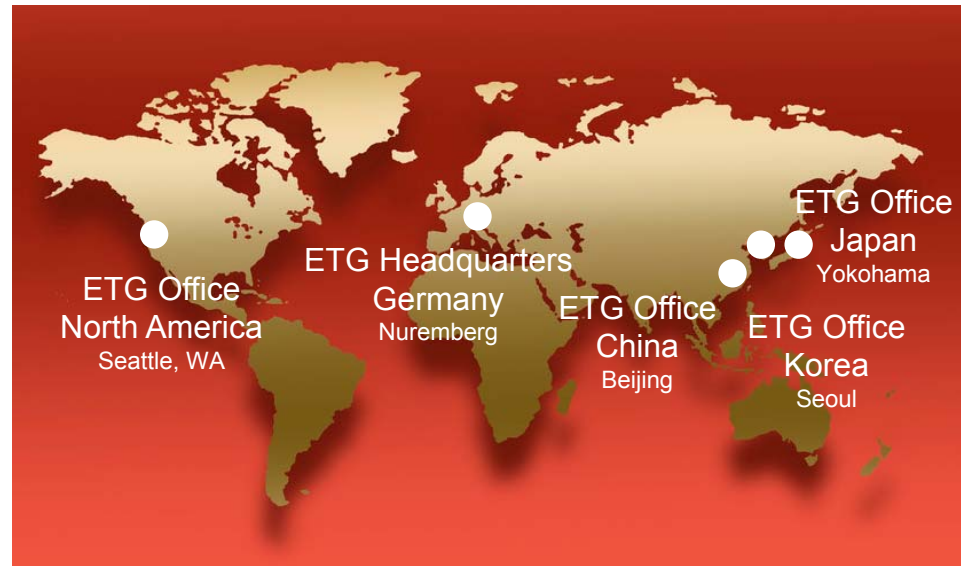 ETG Office
North America
Seattle, WA
ETG Headquarters
Germany
Nuremberg
ETG Office
China
Beijing
ETG Office
Japan
Yokohama
ETG Office
Korea
Seoul